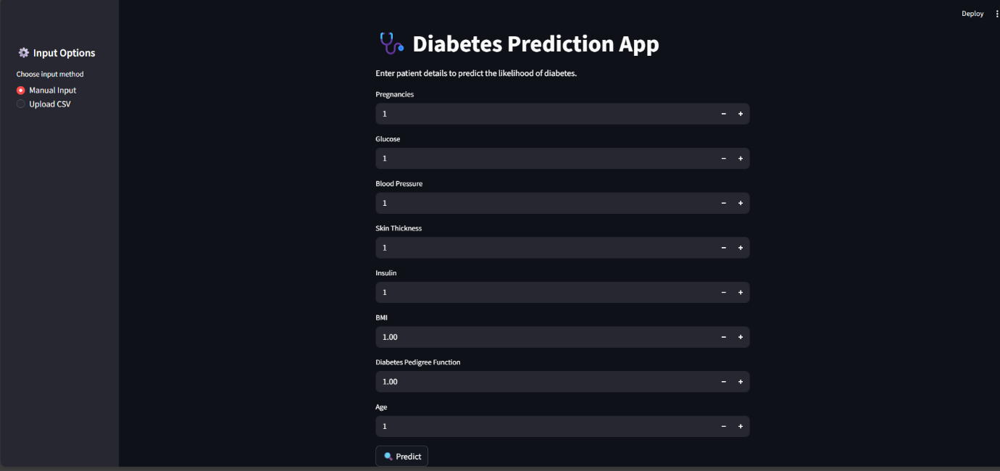 Deploy
Input Options
Choose input method
Manual Input
Upload CSV
Diabetes Prediction App
Enter patient details to predict the likelihood of diabetes.
Pregnancies
1
Glucose
1
Blood Pressure
1
Skin Thickness
1
Insulin
1
BMI
1.00
Diabetes Pedigree Function
1.00
Age
1
Predict